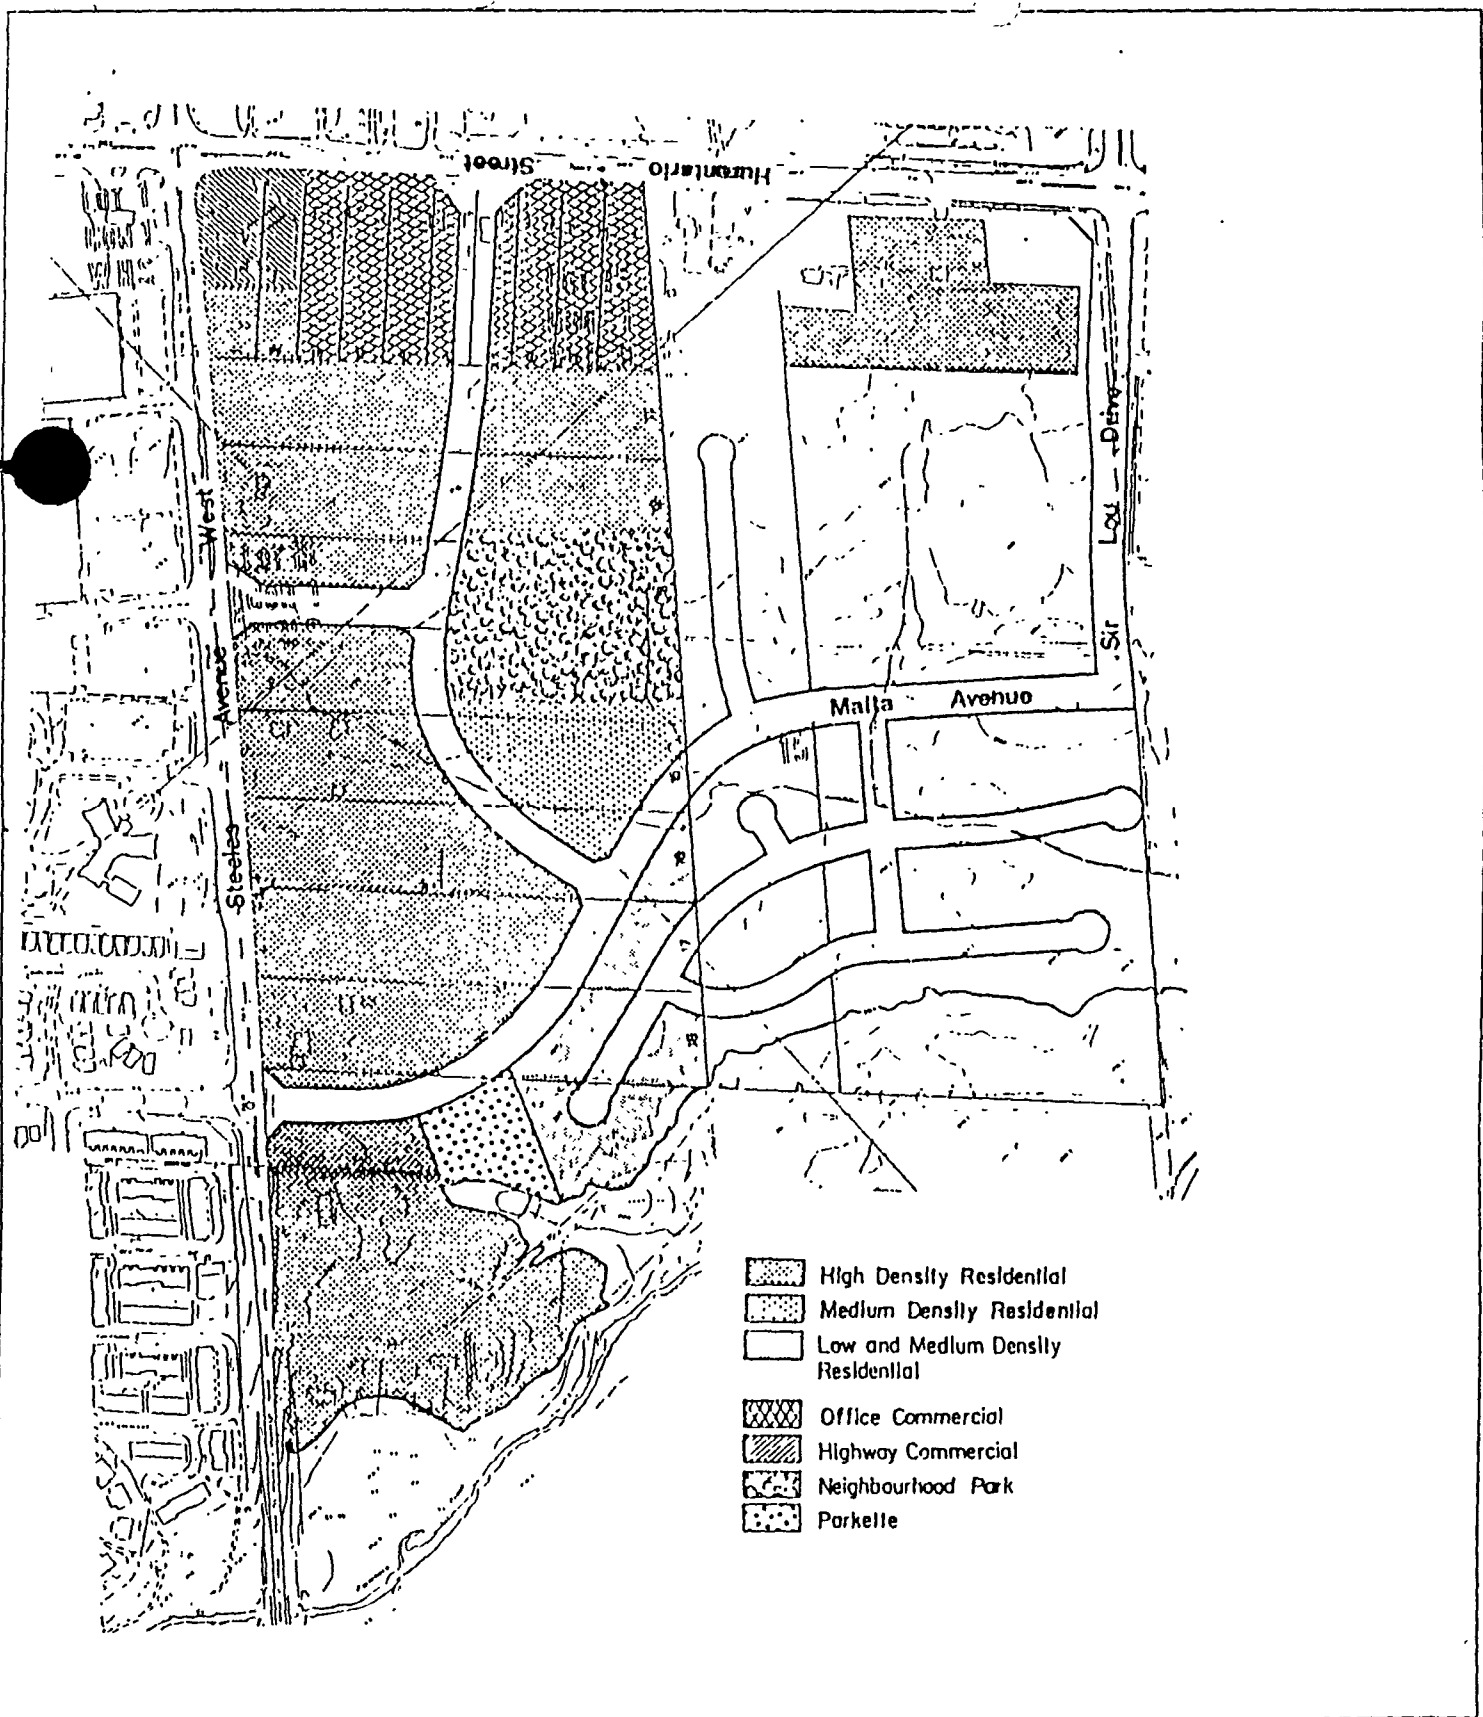 Hurontario Street
Steeles Avenue West
Sir Lou Drive
Malta Avenue
High Density Residential
Medium Density Residential
Low and Medium Density
Residential
Office Commercial
Highway Commercial
Neighbourhood Park
Parkette